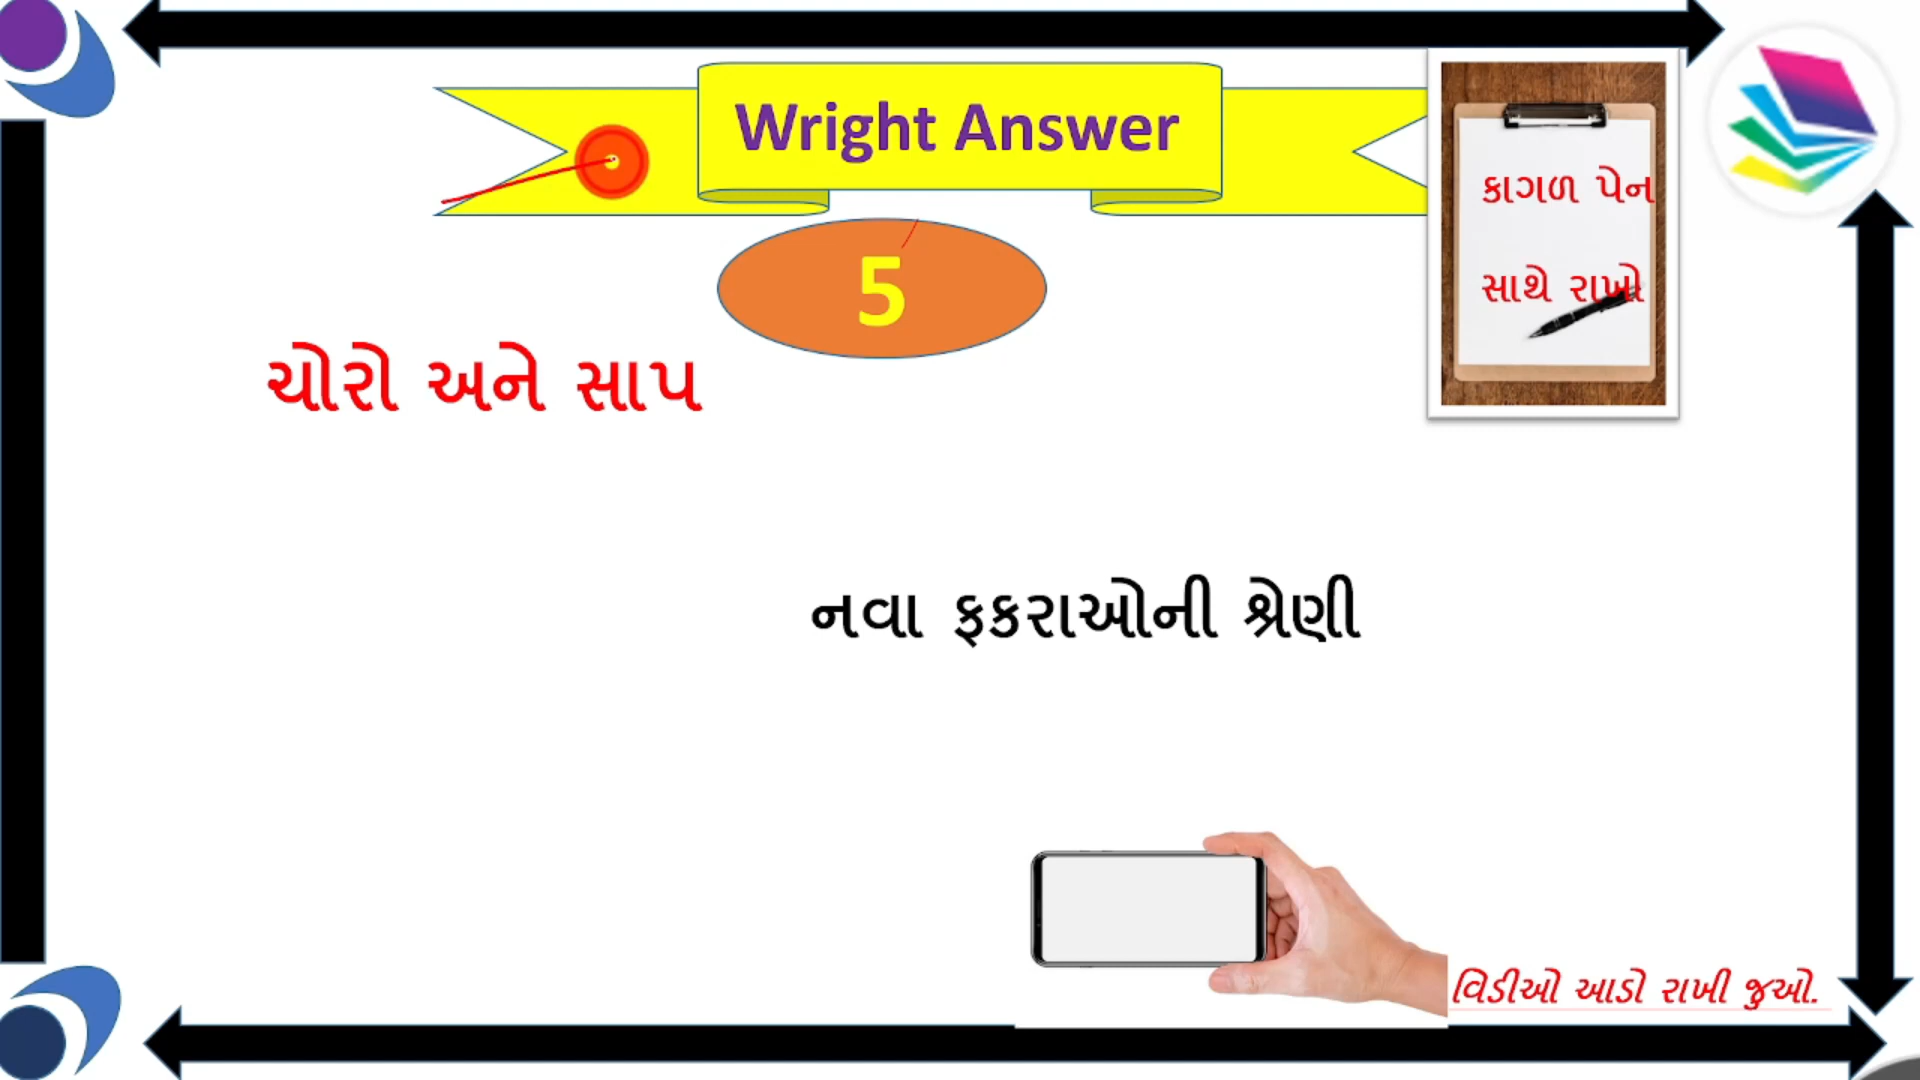 Wright Answer
કાગળ પેન
સાથે રાખો
5
ચોરો અને સાપ
નવા ફકરાઓની શ્રેણી
વિડીઓ આડો રાખી જુઓ.